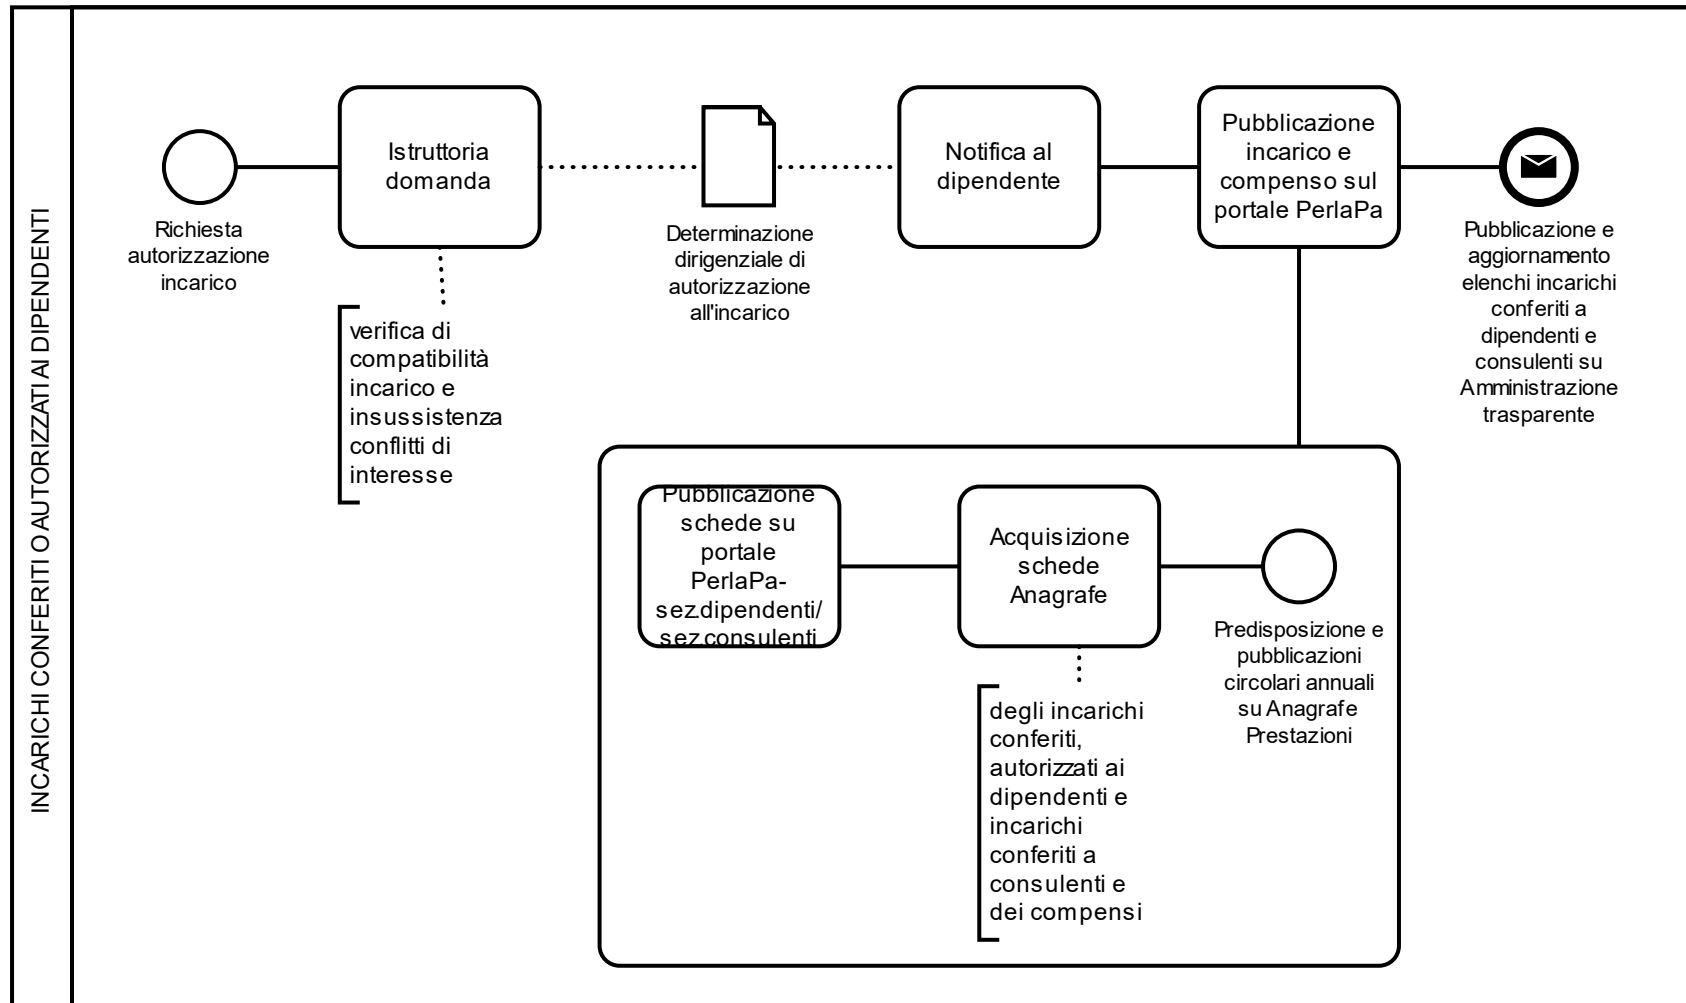 INCARICHI CONFERITI O AUTORIZZATI AI DIPENDENTI
Richiesta
autorizzazione
incarico
Istruttoria
domanda
verifica di
compatibilità
incarico e
insussistenza
conflitti di
interesse
Determinazione
dirigenziale di
autorizzazione
all'incarico
Notifica al
dipendente
Pubblicazione
incarico e
compenso sul
portale PerlaPa
Pubblicazione e
aggiornamento
elenchi incarichi
conferiti a
dipendenti e
consulenti su
Amministrazione
trasparente
Pubblicazione
schede su
portale
PerlaPa-
sez.dipendenti/
sez.consulenti
Acquisizione
schede
Anagrafe
degli incarichi
conferiti,
autorizzati ai
dipendenti e
incarichi
conferiti a
consulenti e
dei compensi
Predisposizione e
pubblicazioni
circolari annuali
su Anagrafe
Prestazioni